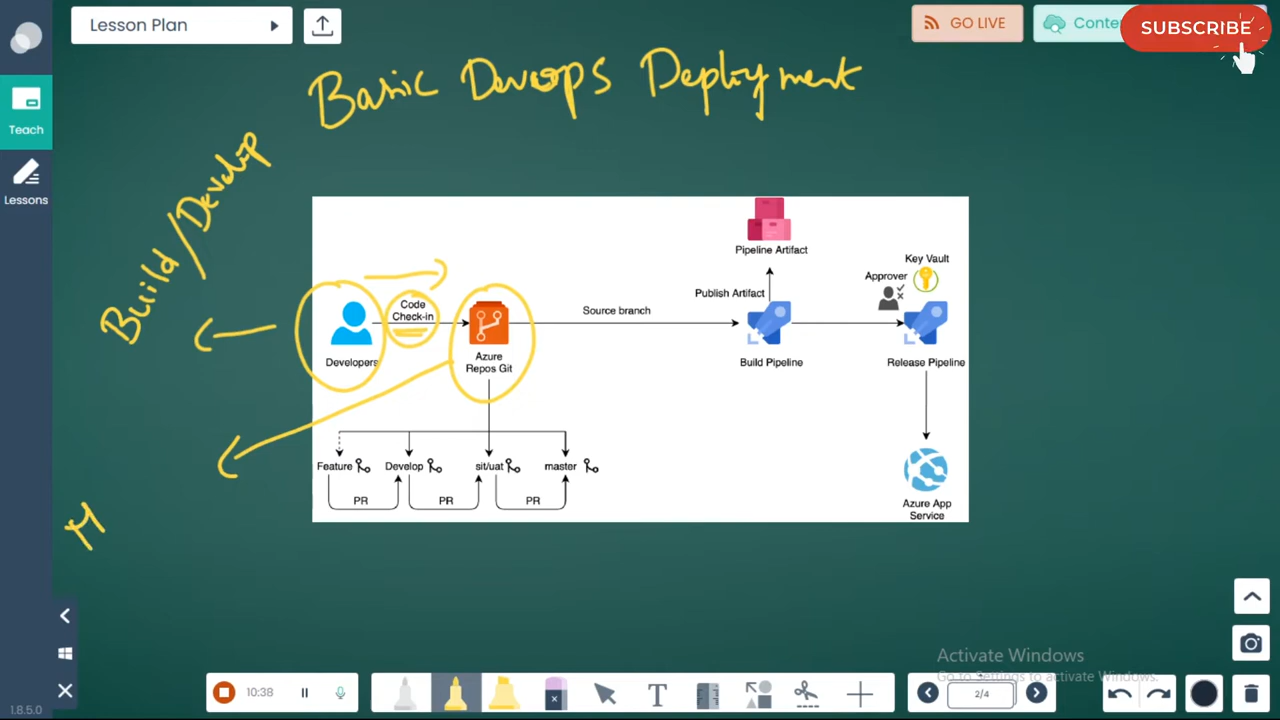 Lesson Plan
GO LIVE
Conte
SUBSCRIBE
Teach
Lessons
Basic Devops Deployment
Build/Develop
Pipeline Artifact
Key Vault
Approver
Publish Artifact
Code
Check-in
Source branch
Developers
Azure
Repos Git
Build Pipeline
Release Pipeline
Feature
Develop
sit/uat
master
PR
PR
PR
Azure App
Service
M
Activate Windows
Go to Settings to activate Windows.
10:38
T
2/4
1.8.5.0